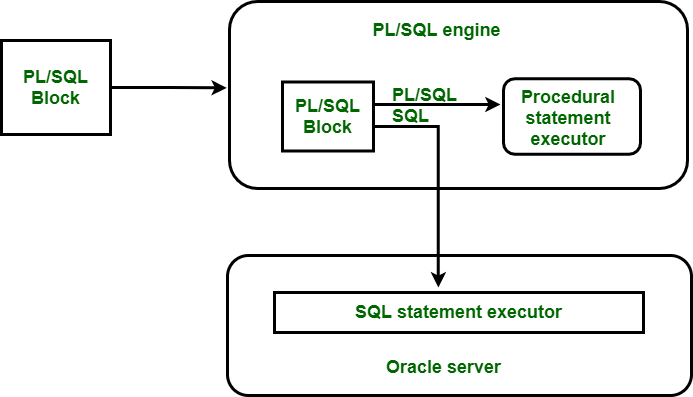 PL/SQL engine
PL/SQL
Block
PL/SQL
Block
PL/SQL
SQL
Procedural
statement
executor
SQL statement executor
Oracle server